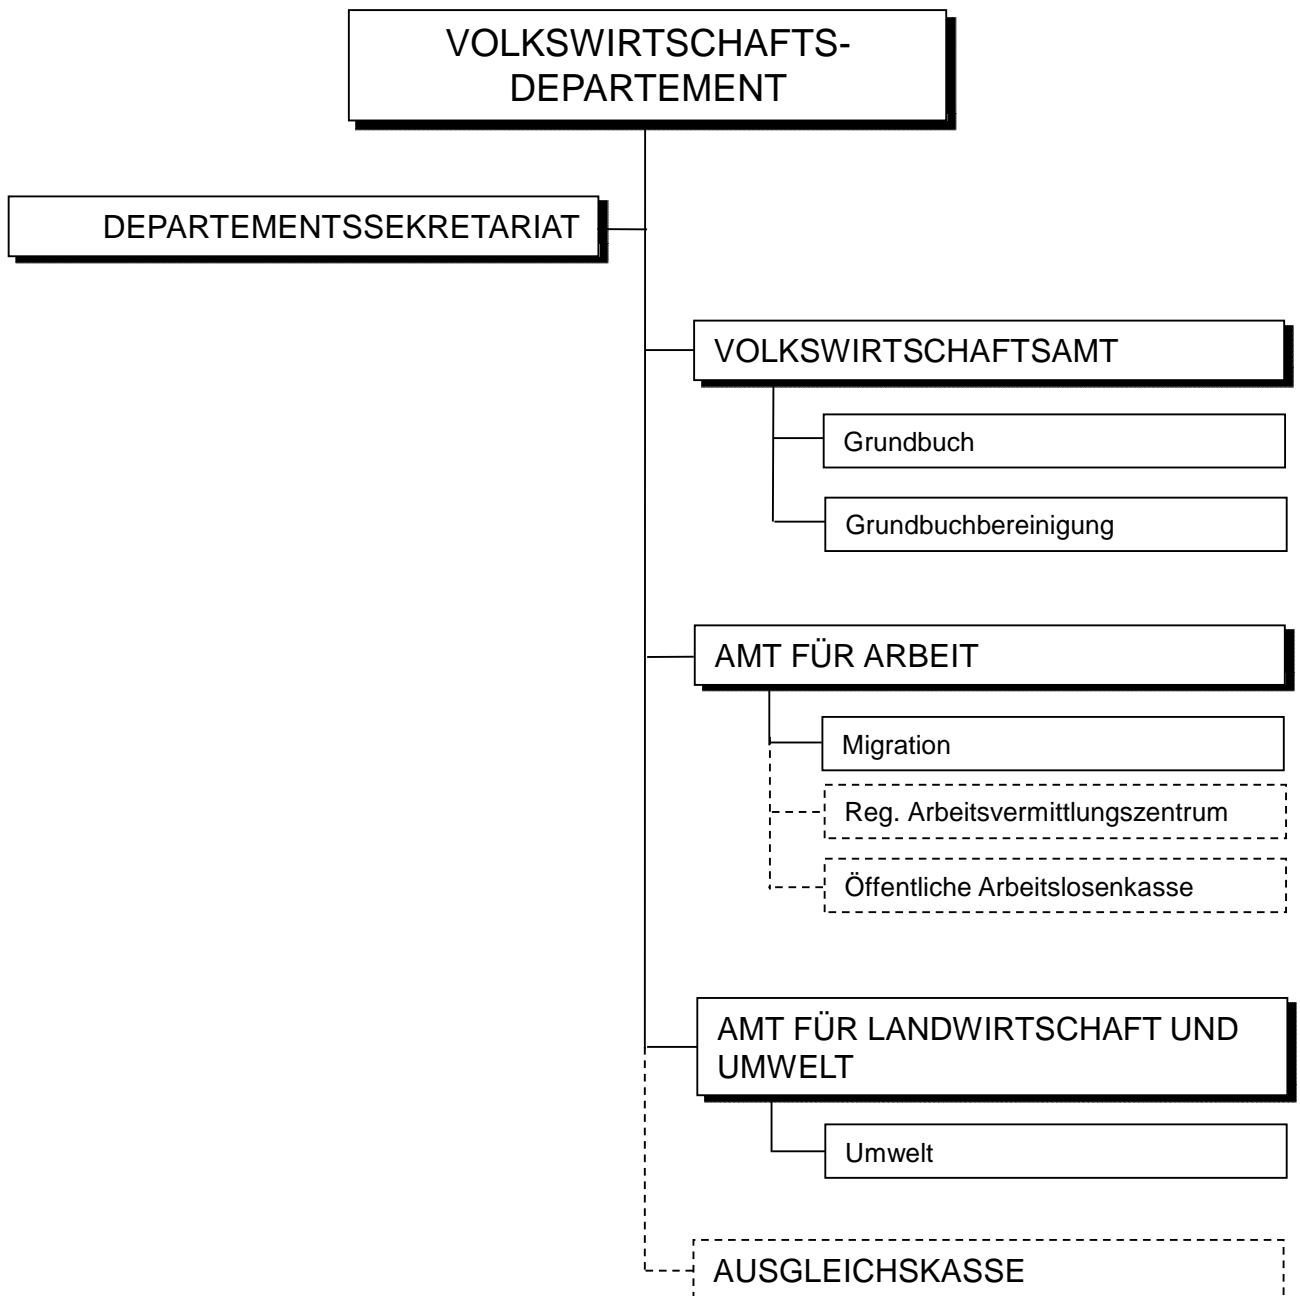 VOLKSWIRTSCHAFTS-
DEPARTEMENT
DEPARTEMENTSSEKRETARIAT
VOLKSWIRTSCHAFTSAMT
Grundbuch
Grundbuchbereinigung
AMT FÜR ARBEIT
Migration
Reg. Arbeitsvermittlungszentrum
Öffentliche Arbeitslosenkasse
AMT FÜR LANDWIRTSCHAFT UND
UMWELT
Umwelt
AUSGLEICHSKASSE